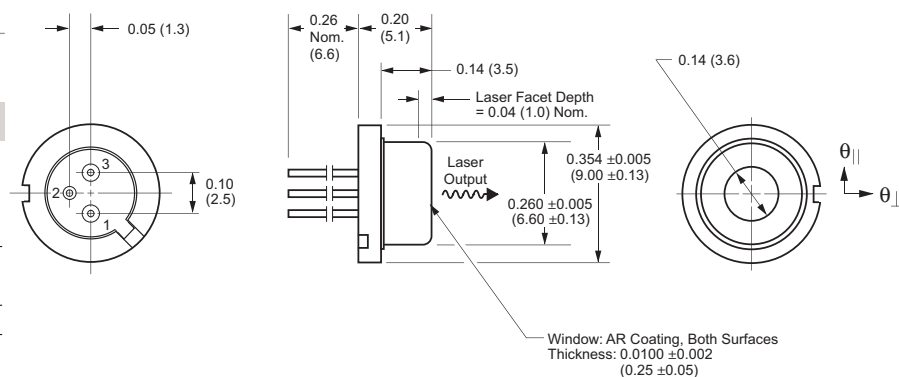 0.05 (1.3)
3
2
1
0.10
(2.5)
0.26
Nom.
(6.6)
0.20
(5.1)
0.14 (3.5)
Laser Facet Depth
= 0.04 (1.0) Nom.
Laser
Output
0.354 ±0.005
(9.00 ±0.13)
0.260 ±0.005
(6.60 ±0.13)
Window: AR Coating, Both Surfaces
Thickness: 0.0100 ±0.002
(0.25 ±0.05)
0.14 (3.6)
θ||
θ⊥